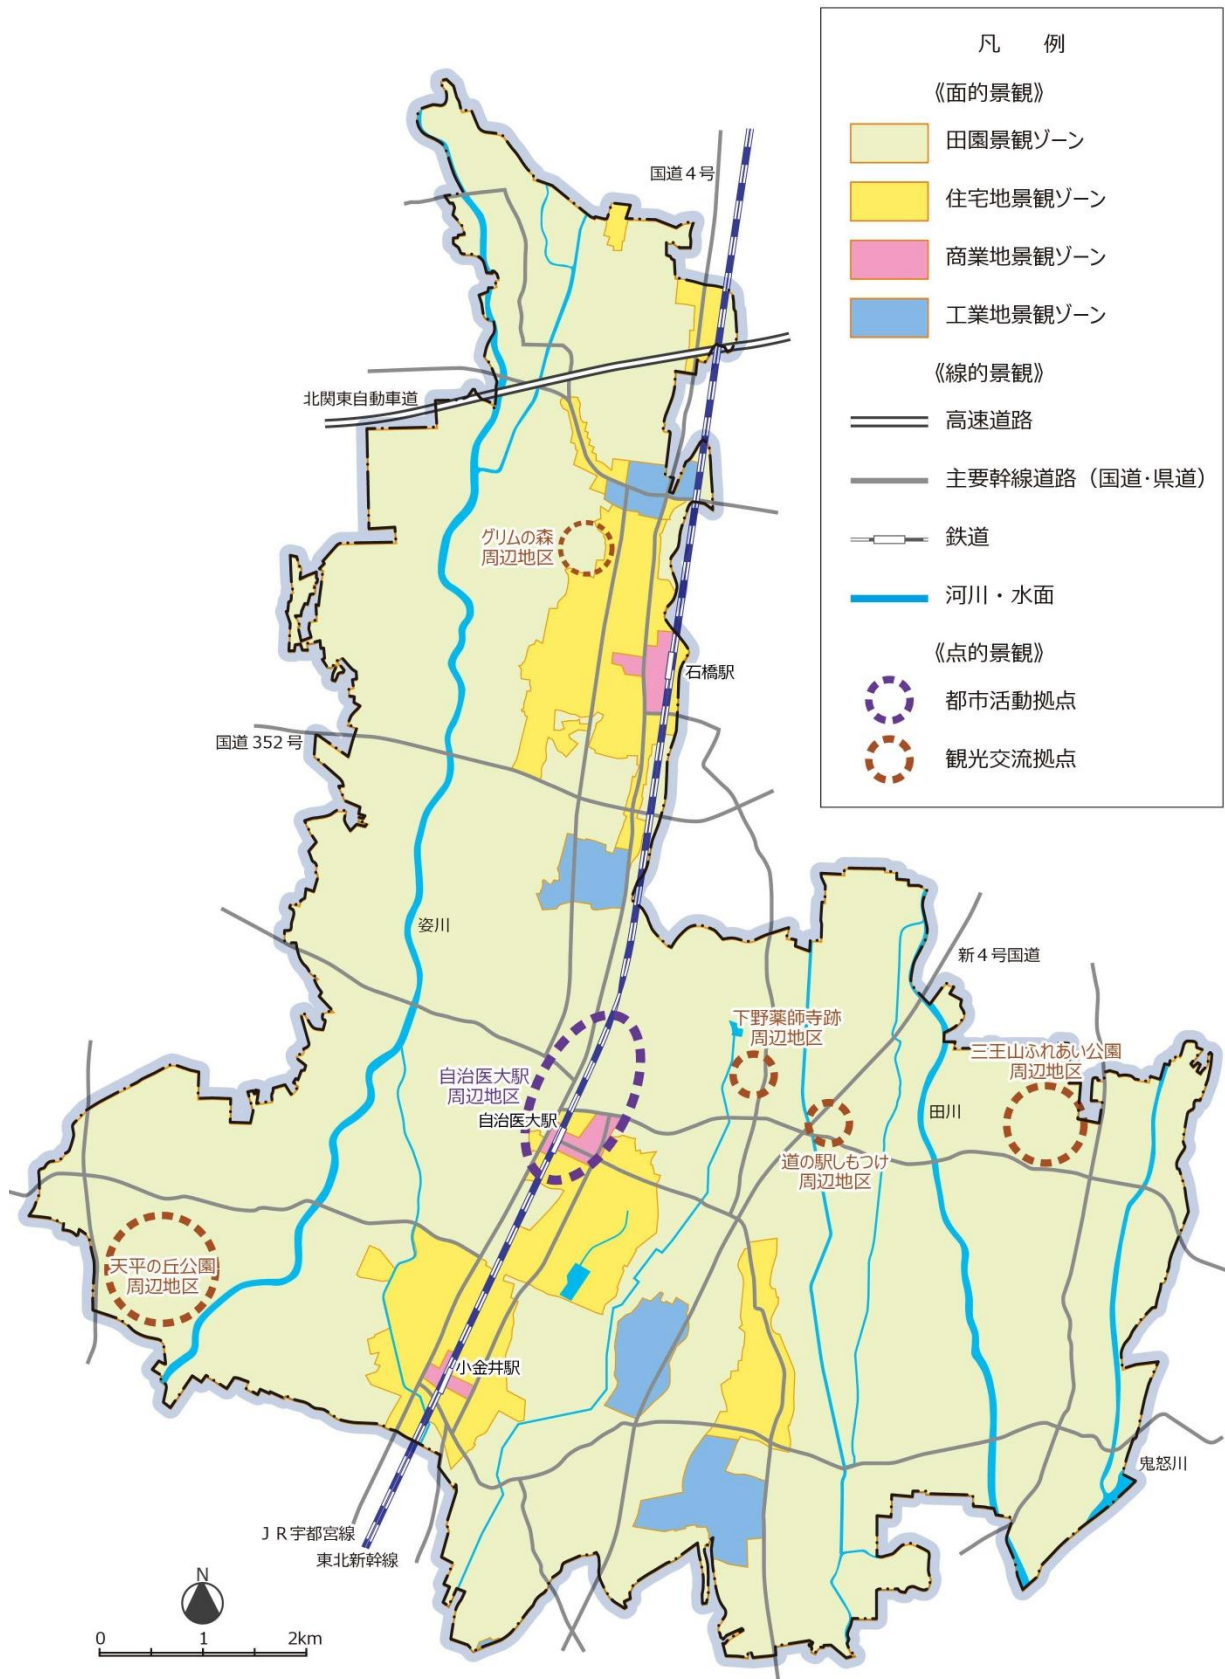 凡 例
《面的景観》
田園景観ゾーン
住宅地景観ゾーン
商業地景観ゾーン
工業地景観ゾーン
《線的景観》
高速道路
主要幹線道路（国道・県道）
鉄道
河川・水面
《点的景観》
都市活動拠点
観光交流拠点
国道４号
北関東自動車道
グリムの森
周辺地区
石橋駅
国道 352 号
姿川
新４号国道
下野薬師寺跡
周辺地区
三王山ふれあい公園
周辺地区
自治医大駅
周辺地区
自治医大駅
田川
道の駅しもつけ
周辺地区
天平の丘公園
周辺地区
小金井駅
鬼怒川
ＪＲ宇都宮線
東北新幹線
N
0 1 2km